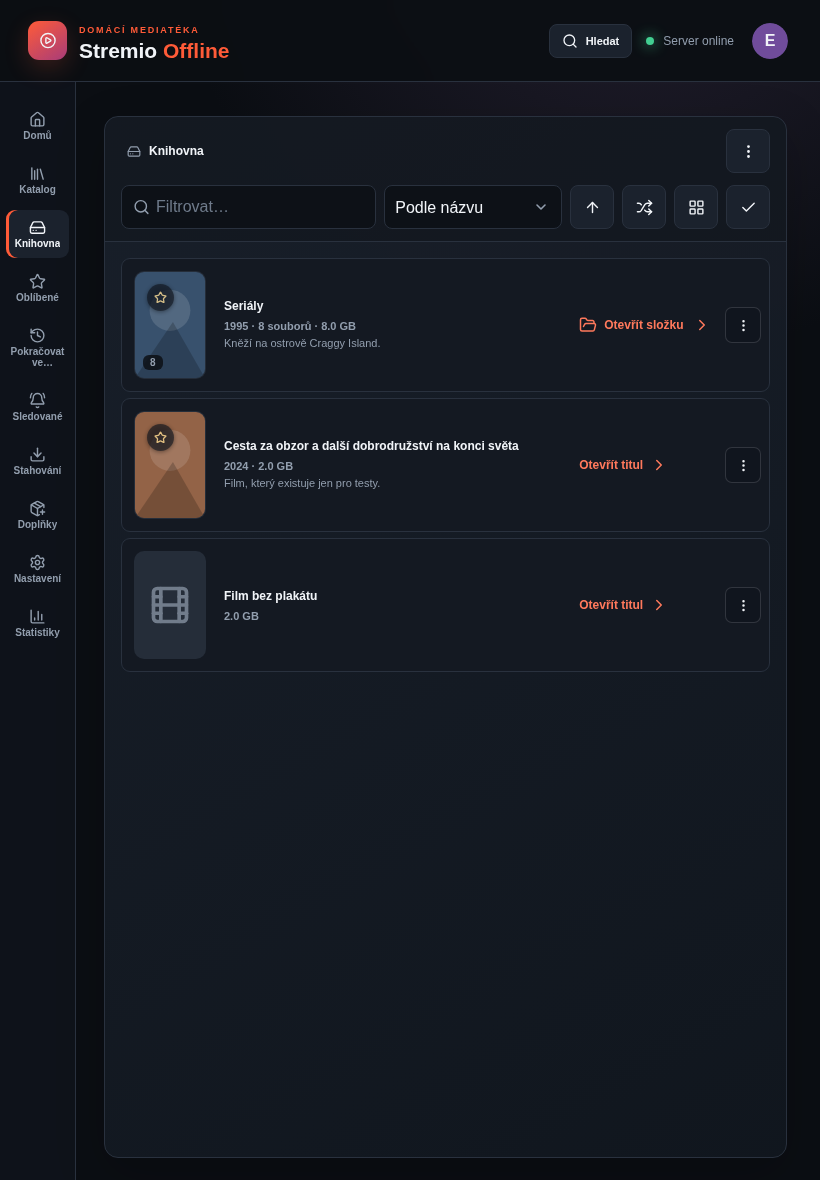 DOMÁCÍ MEDIATÉKA
Stremio Offline
Hledat
Server online
E
Domů
Katalog
Knihovna
Oblíbené
Pokračovat
ve…
Sledované
Stahování
Doplňky
Nastavení
Statistiky
Knihovna
Filtrovat…
Podle názvu
Seriály
1995 · 8 souborů · 8.0 GB
Kněží na ostrově Craggy Island.
8
Otevřít složku
Cesta za obzor a další dobrodružství na konci světa
2024 · 2.0 GB
Film, který existuje jen pro testy.
Otevřít titul
Film bez plakátu
2.0 GB
Otevřít titul